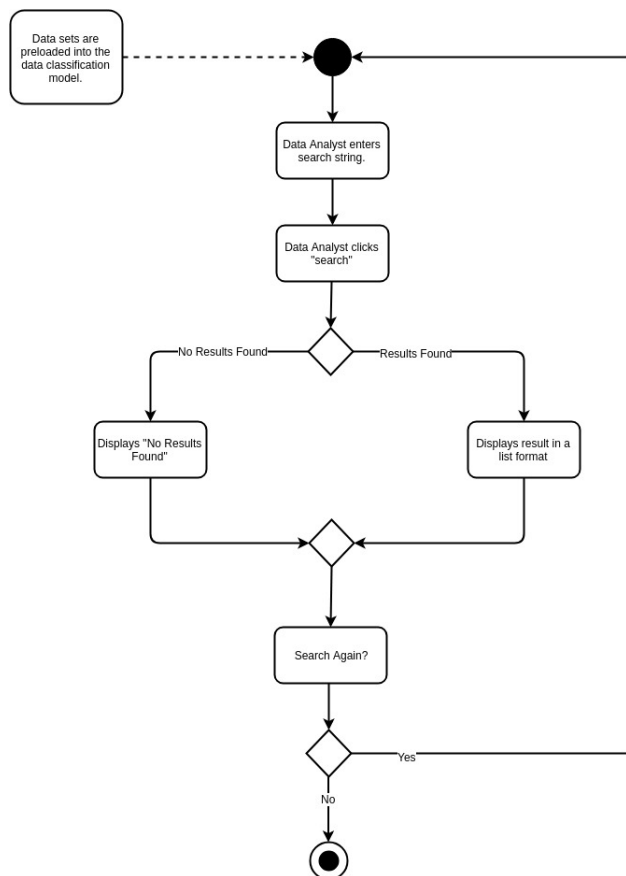 Data sets are
preloaded into the
data classification
model.
Data Analyst enters
search string.
Data Analyst clicks
"search"
No Results Found
Results Found
Displays "No Results
Found"
Displays result in a
list format
Search Again?
Yes
No